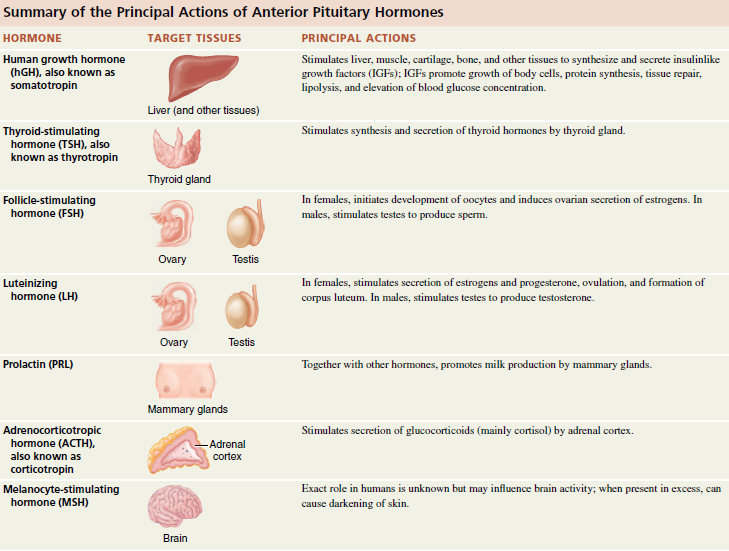 Summary of the Principal Actions of Anterior Pituitary Hormones
HORMONE
TARGET TISSUES
PRINCIPAL ACTIONS
Human growth hormone
(hGH), also known as
somatotropin
Liver (and other tissues)
Stimulates liver, muscle, cartilage, bone, and other tissues to synthesize and secrete insulinlike
growth factors (IGFs); IGFs promote growth of body cells, protein synthesis, tissue repair,
lipolysis, and elevation of blood glucose concentration.
Thyroid-stimulating
hormone (TSH), also
known as thyrotropin
Thyroid gland
Stimulates synthesis and secretion of thyroid hormones by thyroid gland.
Follicle-stimulating
hormone (FSH)
Ovary
Testis
In females, initiates development of oocytes and induces ovarian secretion of estrogens. In
males, stimulates testes to produce sperm.
Luteinizing
hormone (LH)
Ovary
Testis
In females, stimulates secretion of estrogens and progesterone, ovulation, and formation of
corpus luteum. In males, stimulates testes to produce testosterone.
Prolactin (PRL)
Mammary glands
Together with other hormones, promotes milk production by mammary glands.
Adrenocorticotropic
hormone (ACTH),
also known as
corticotropin
Adrenal
cortex
Stimulates secretion of glucocorticoids (mainly cortisol) by adrenal cortex.
Melanocyte-stimulating
hormone (MSH)
Brain
Exact role in humans is unknown but may influence brain activity; when present in excess, can
cause darkening of skin.